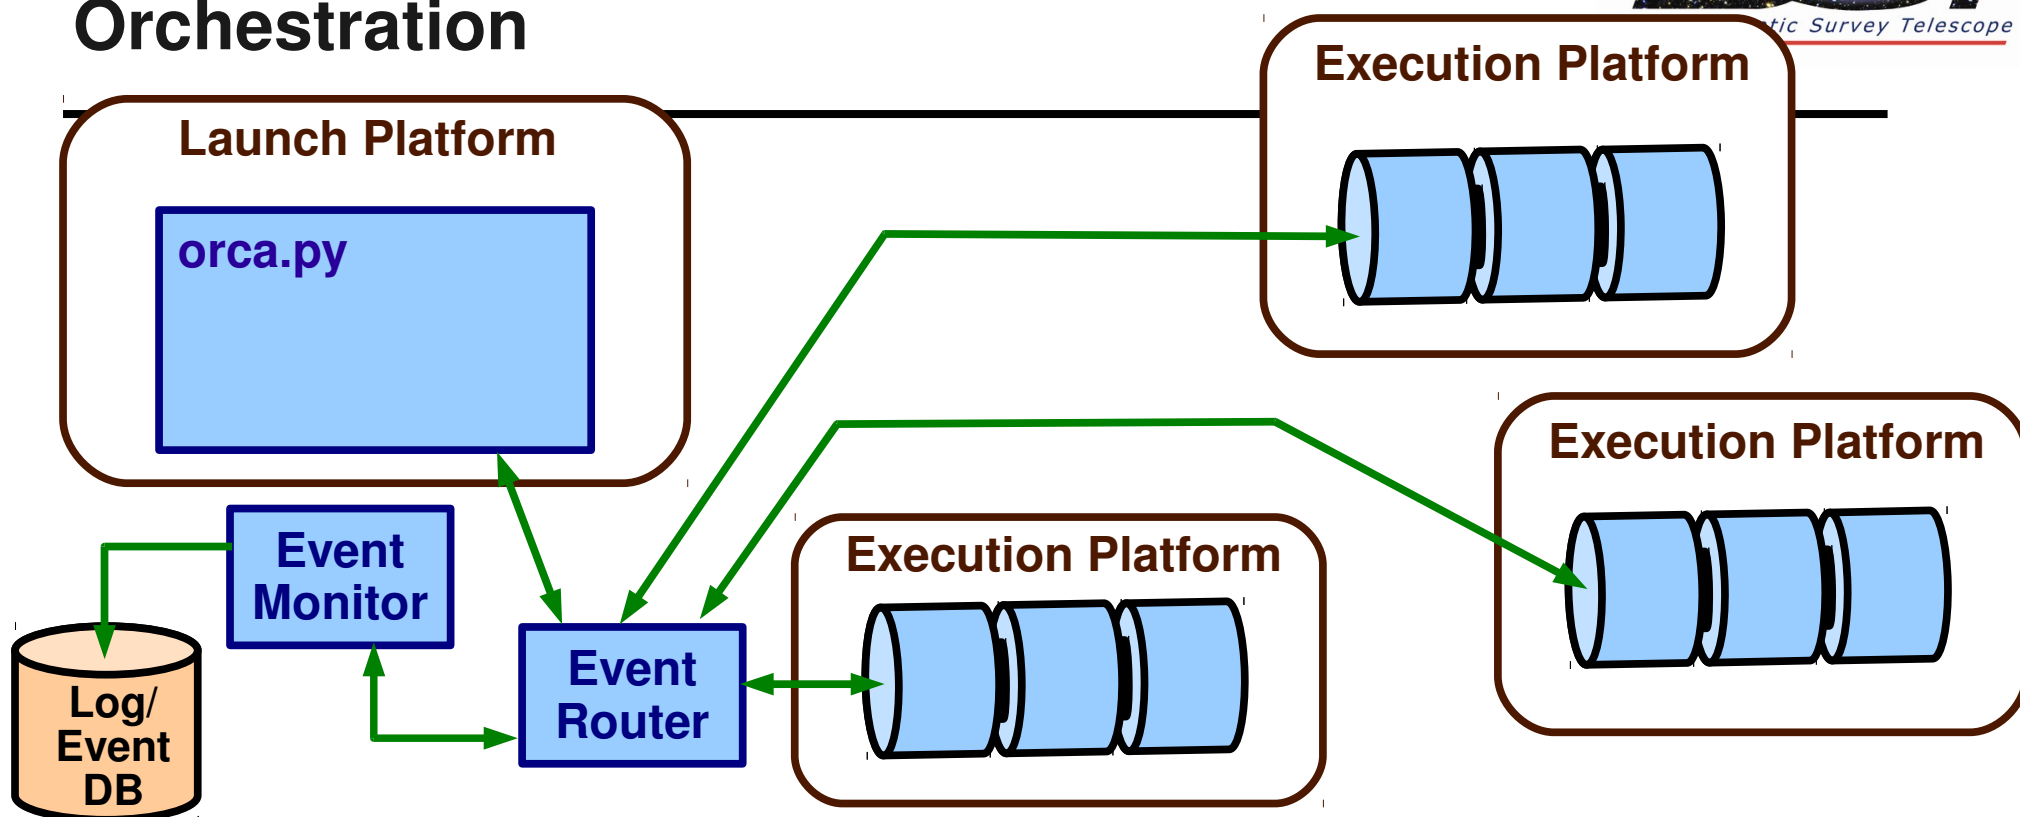 Orchestration
tic Survey Telescope
Execution Platform
Launch Platform
orca.py
Execution Platform
Event
Monitor
Execution Platform
Event
Router
Log/
Event
DB